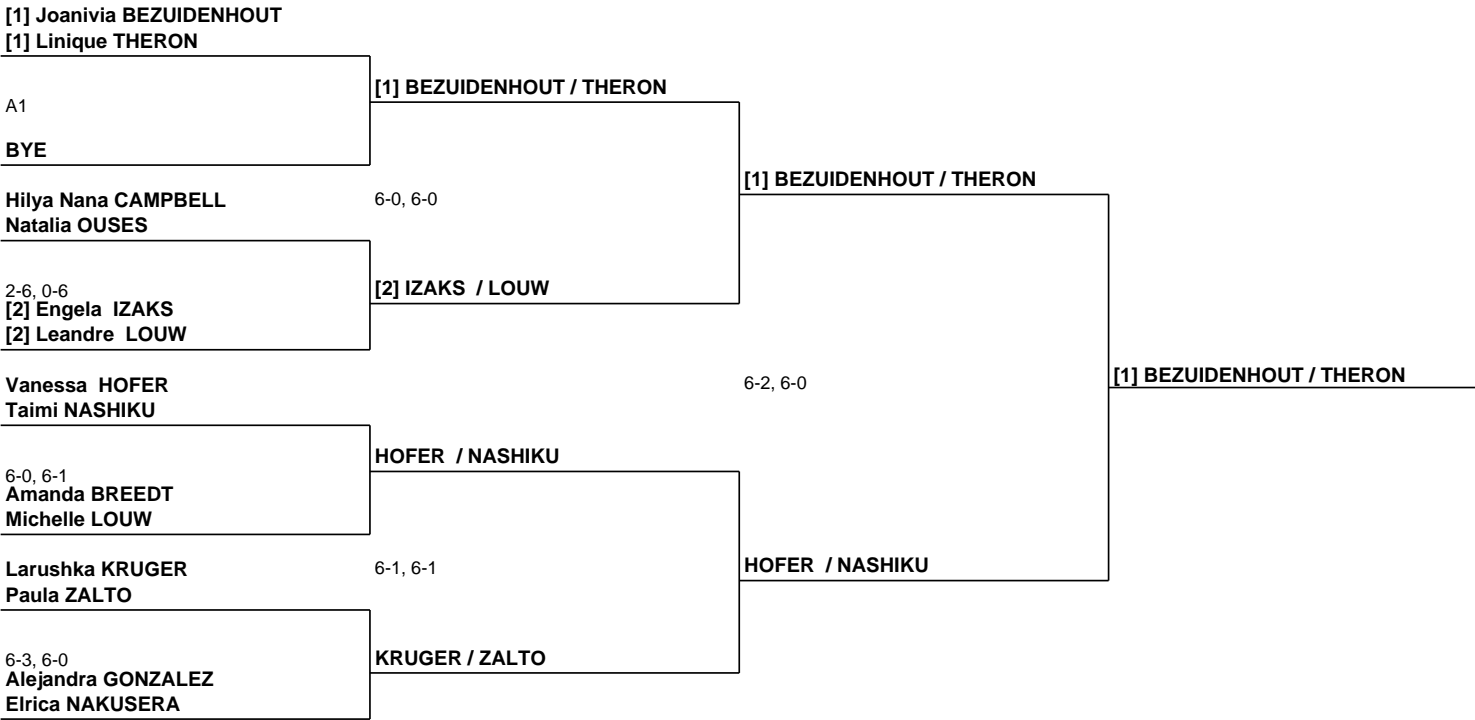 [1] Joanivia BEZUIDENHOUT
[1] Linique THERON
[1] BEZUIDENHOUT / THERON
A1
BYE
[1] BEZUIDENHOUT / THERON
Hilya Nana CAMPBELL
6-0, 6-0
Natalia OUSES
2-6, 0-6
[2] IZAKS / LOUW
[2] Engela IZAKS
[2] Leandre LOUW
[1] BEZUIDENHOUT / THERON
Vanessa HOFER
6-2, 6-0
Taimi NASHIKU
HOFER / NASHIKU
6-0, 6-1
Amanda BREEDT
Michelle LOUW
HOFER / NASHIKU
Larushka KRUGER
6-1, 6-1
Paula ZALTO
KRUGER / ZALTO
6-3, 6-0
Alejandra GONZALEZ
Elrica NAKUSERA